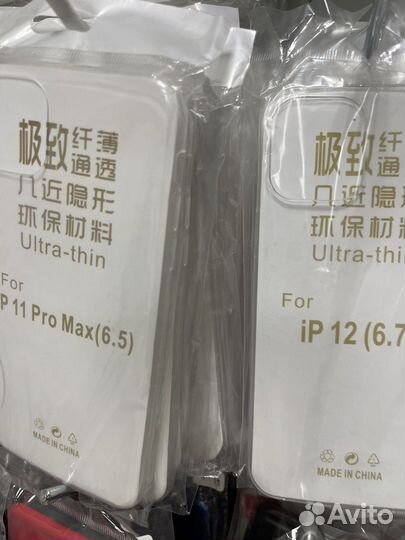 极致纤薄
通透
几近隐形
环保材料
Ultra-thin
For
P 11 Pro Max(6.5)
MADE IN CHINA
极致纤
通透
几近隐形
环保材料
Ultra-thin
For
iP 12 (6.7
MADE IN CHINA
Avito